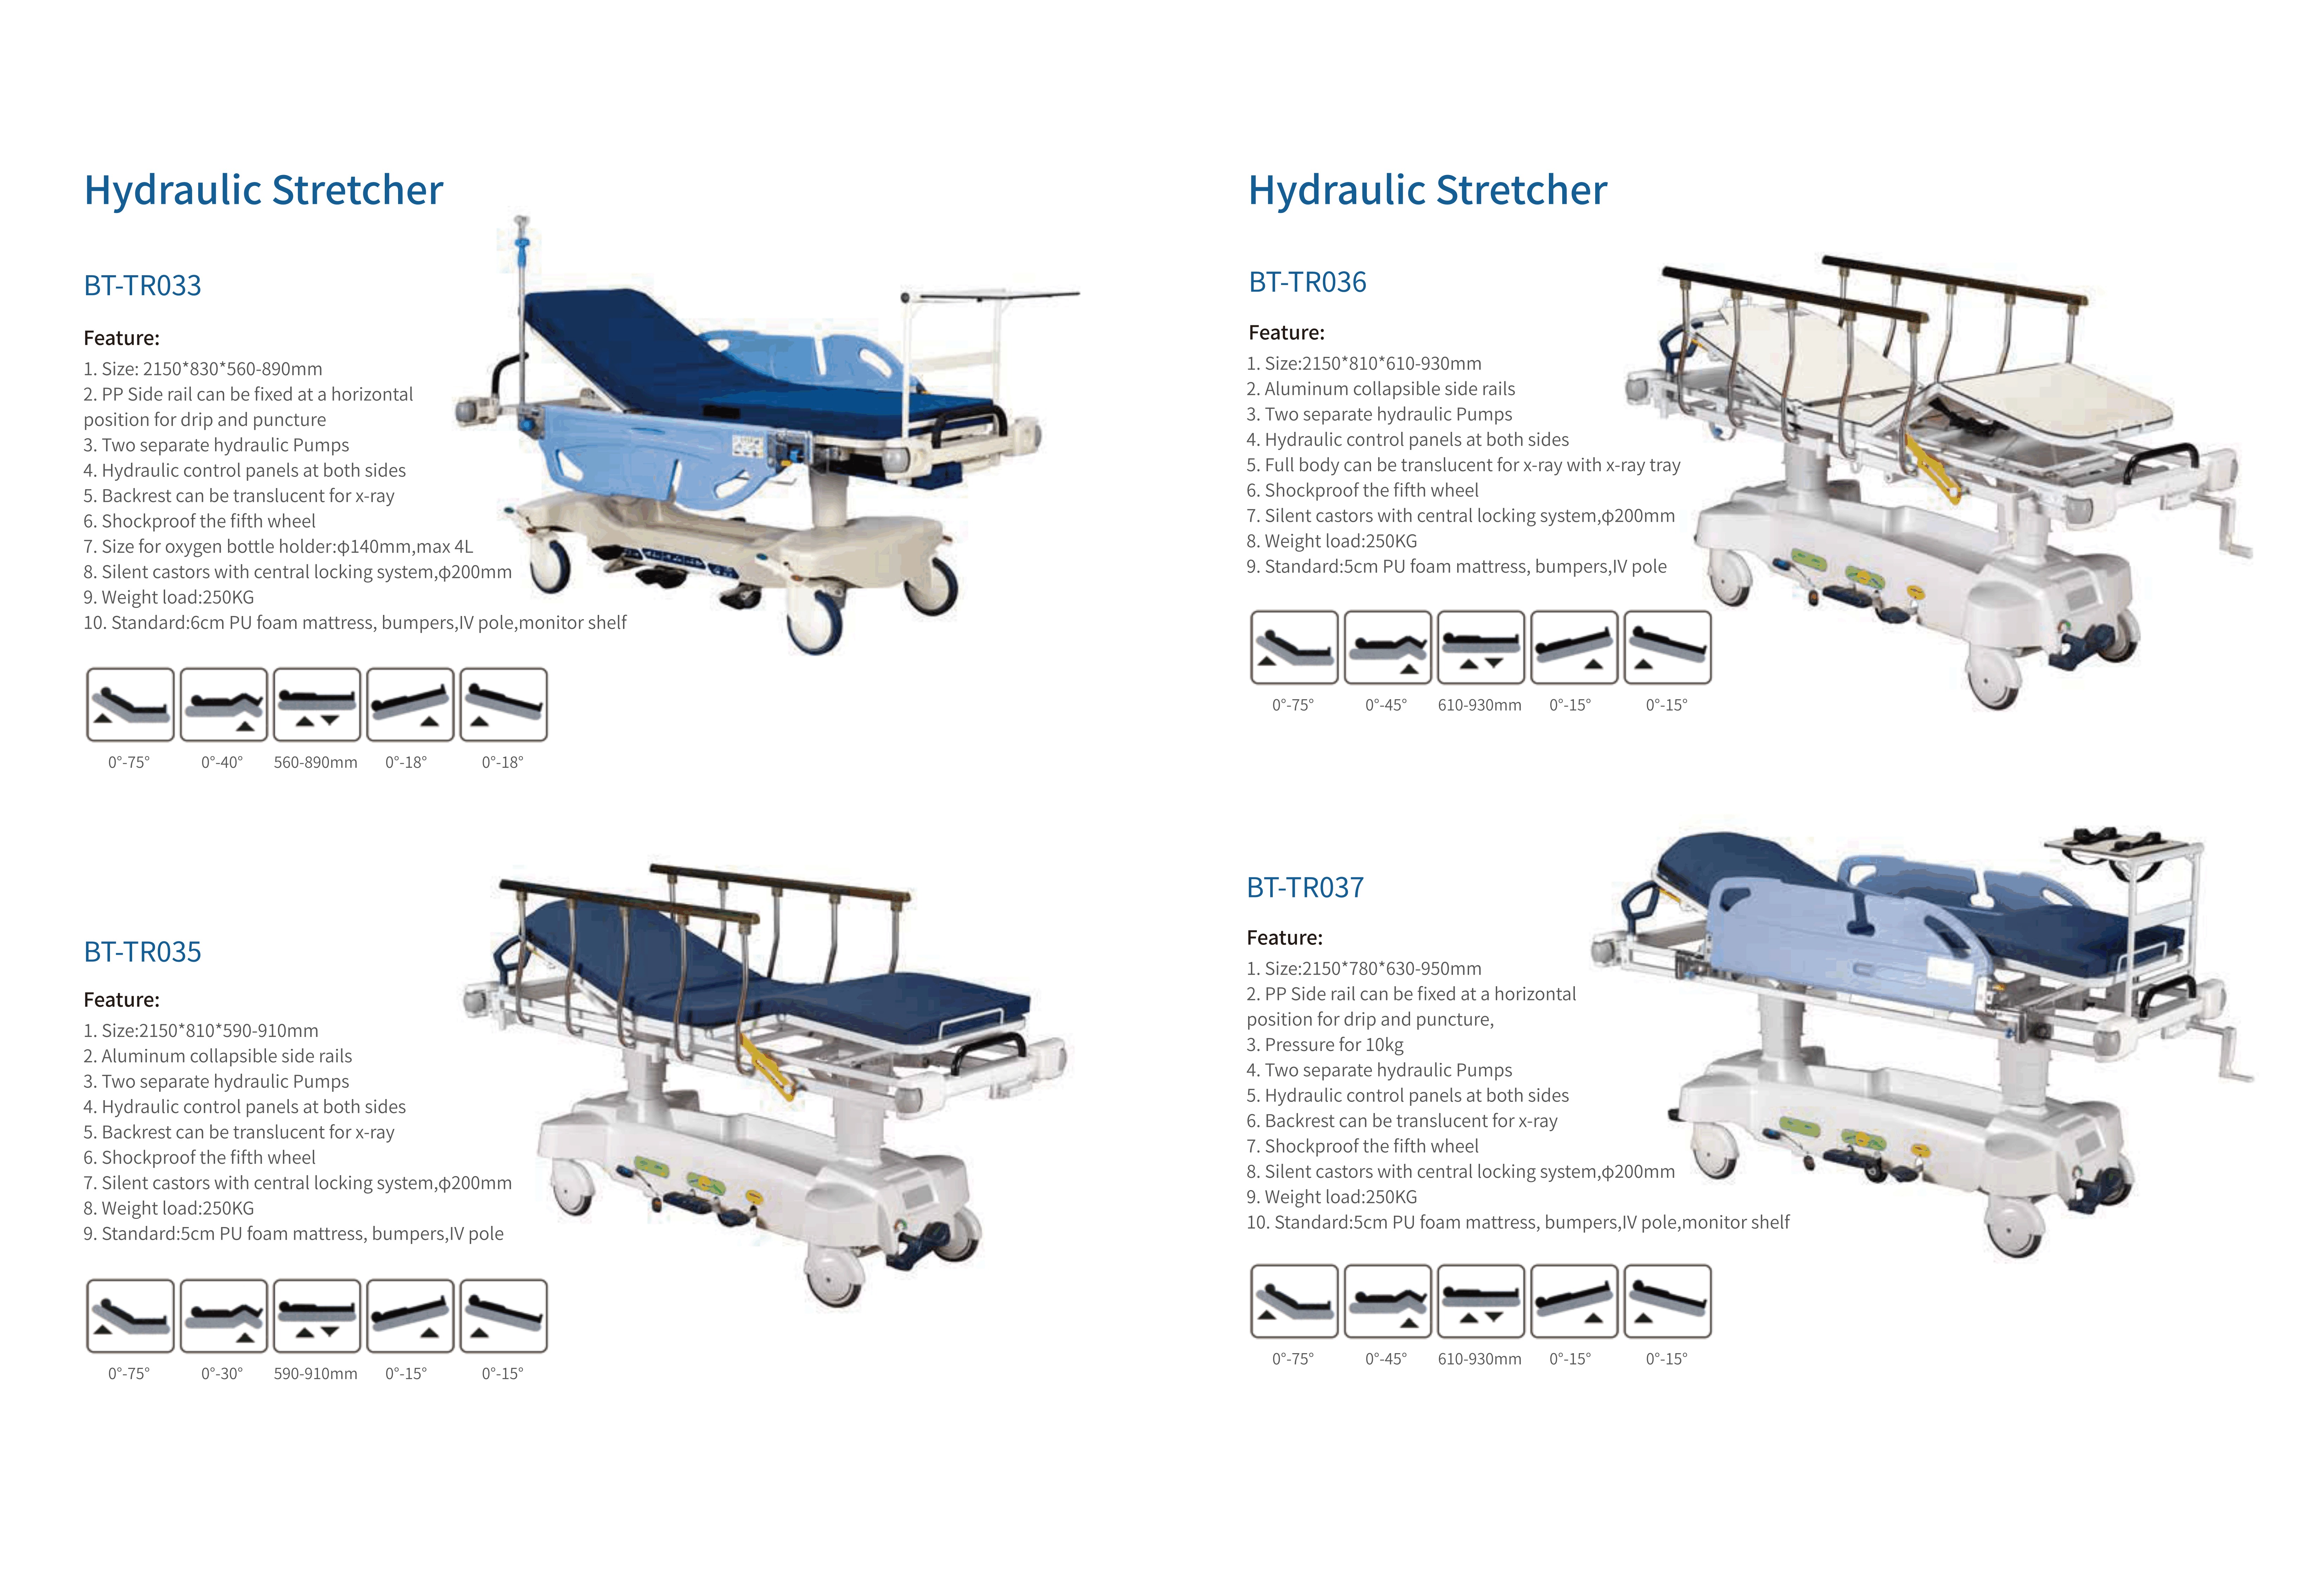 Hydraulic Stretcher
BT-TR033
Feature:
1. Size: 2150*830*560-890mm
2. PP Side rail can be fixed at a horizontal
position for drip and puncture
3. Two separate hydraulic Pumps
4. Hydraulic control panels at both sides
5. Backrest can be translucent for x-ray
6. Shockproof the fifth wheel
7. Size for oxygen bottle holder:φ140mm,max 4L
8. Silent castors with central locking system,φ200mm
9. Weight load:250KG
10. Standard:6cm PU foam mattress, bumpers,IV pole,monitor shelf
0°-75° 0°-40° 560-890mm 0°-18° 0°-18°
BT-TR035
Feature:
1. Size:2150*810*590-910mm
2. Aluminum collapsible side rails
3. Two separate hydraulic Pumps
4. Hydraulic control panels at both sides
5. Backrest can be translucent for x-ray
6. Shockproof the fifth wheel
7. Silent castors with central locking system,φ200mm
8. Weight load:250KG
9. Standard:5cm PU foam mattress, bumpers,IV pole
0°-75° 0°-30° 590-910mm 0°-15° 0°-15°
Hydraulic Stretcher
BT-TR036
Feature:
1. Size:2150*810*610-930mm
2. Aluminum collapsible side rails
3. Two separate hydraulic Pumps
4. Hydraulic control panels at both sides
5. Full body can be translucent for x-ray with x-ray tray
6. Shockproof the fifth wheel
7. Silent castors with central locking system,φ200mm
8. Weight load:250KG
9. Standard:5cm PU foam mattress, bumpers,IV pole
0°-75° 0°-45° 610-930mm 0°-15° 0°-15°
BT-TR037
Feature:
1. Size:2150*780*630-950mm
2. PP Side rail can be fixed at a horizontal
position for drip and puncture,
3. Pressure for 10kg
4. Two separate hydraulic Pumps
5. Hydraulic control panels at both sides
6. Backrest can be translucent for x-ray
7. Shockproof the fifth wheel
8. Silent castors with central locking system,φ200mm
9. Weight load:250KG
10. Standard:5cm PU foam mattress, bumpers,IV pole,monitor shelf
0°-75° 0°-45° 610-930mm 0°-15° 0°-15°